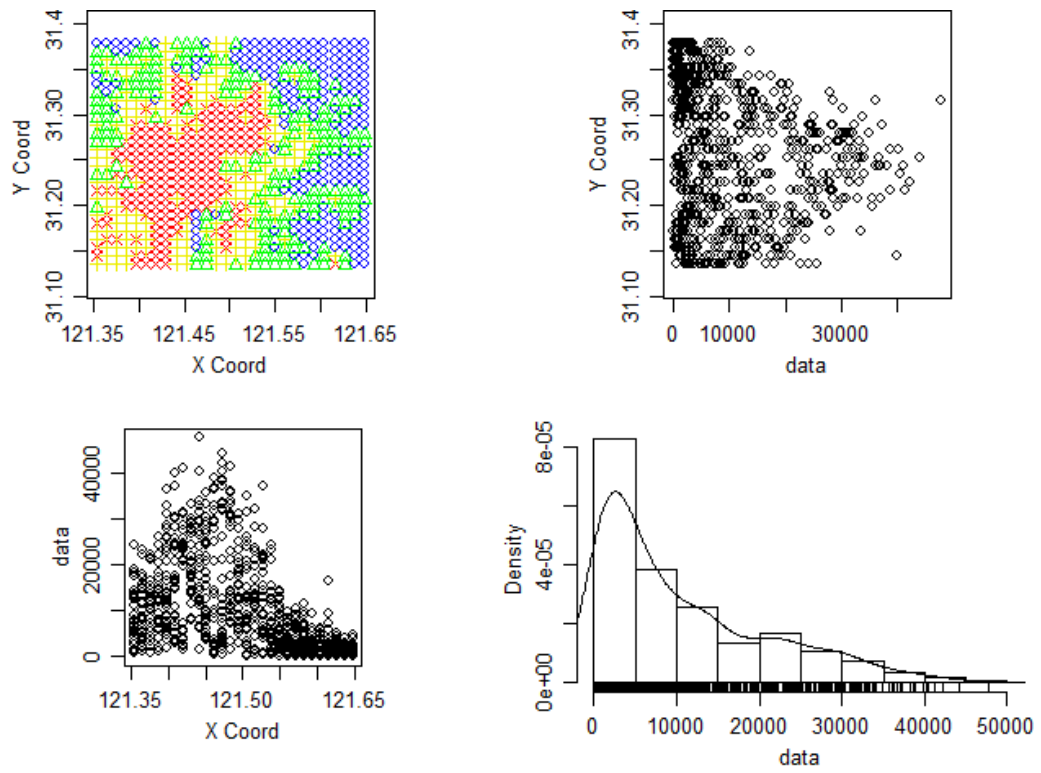 31.4
31.30
31.20
31.10
Y Coord
121.35 121.45 121.55 121.65
X Coord
31.4
31.30
31.20
31.10
Y Coord
0 10000 30000
data
40000
20000
0
data
121.35 121.50 121.65
X Coord
8e-05
4e-05
0e+00
Density
0 10000 20000 30000 40000 50000
data